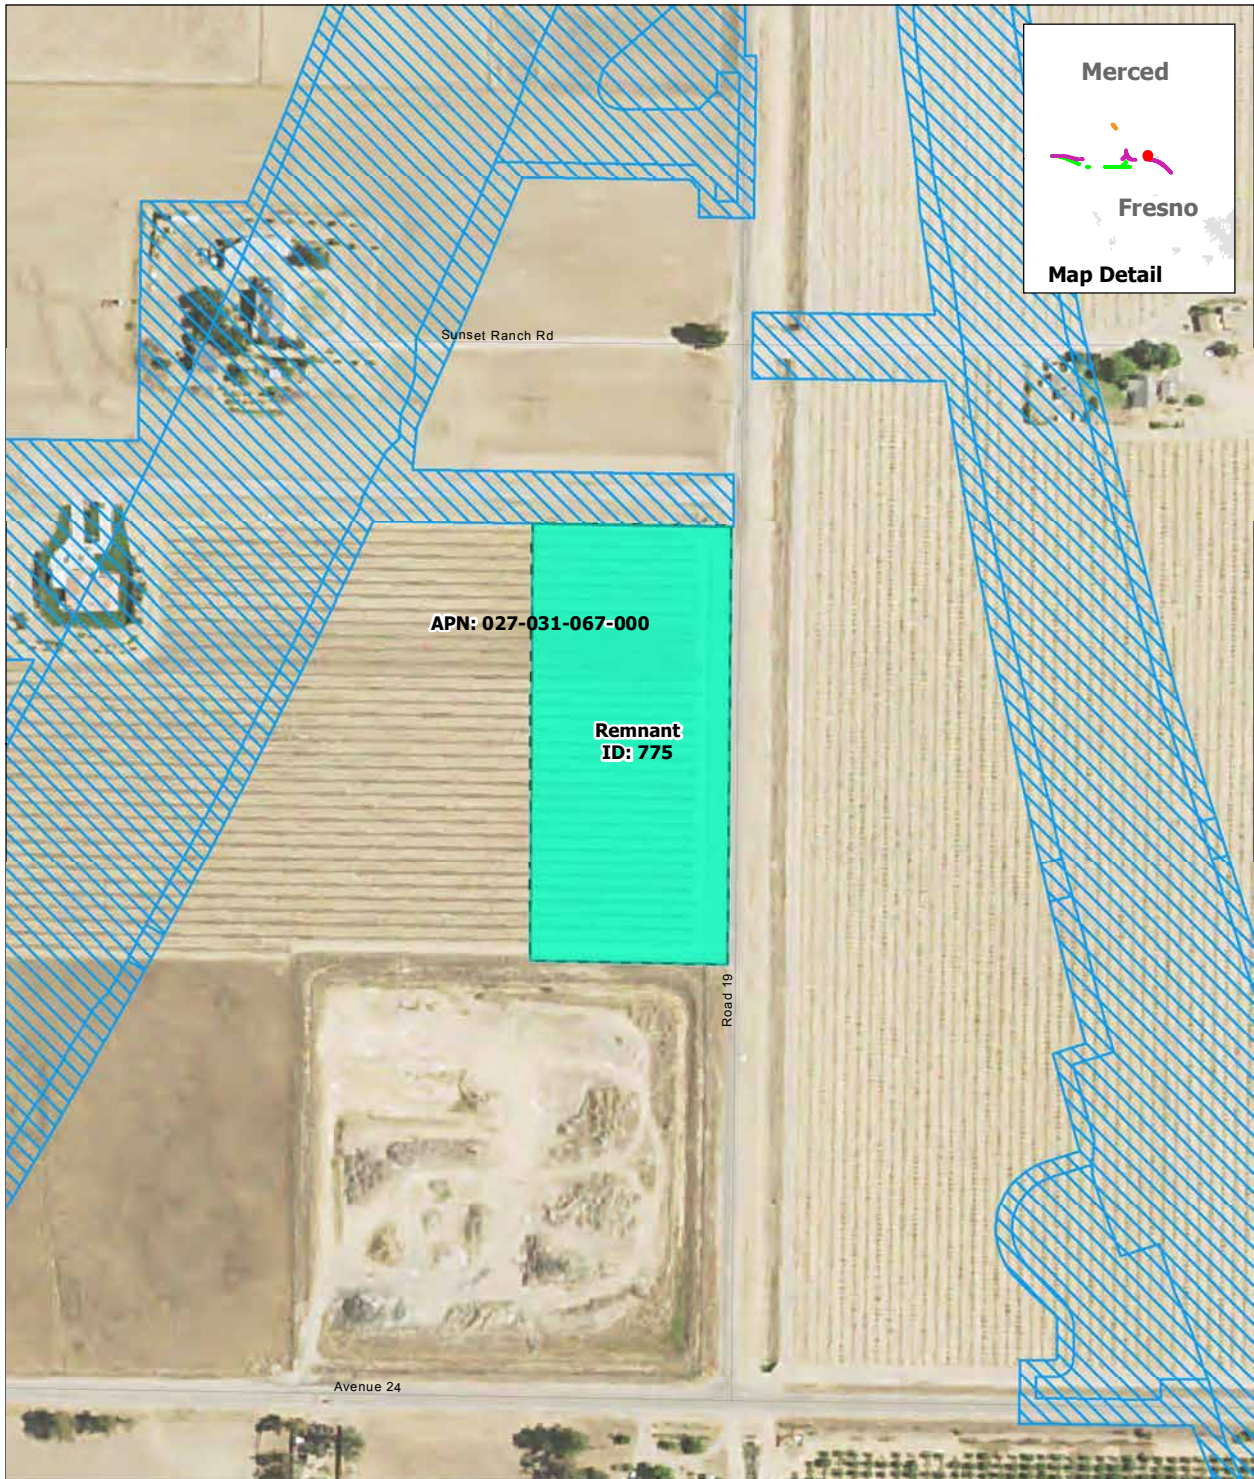 Merced
Fresno
Map Detail
Sunset Ranch Rd
APN: 027-031-067-000
Remnant
ID: 775
Road 19
Avenue 24